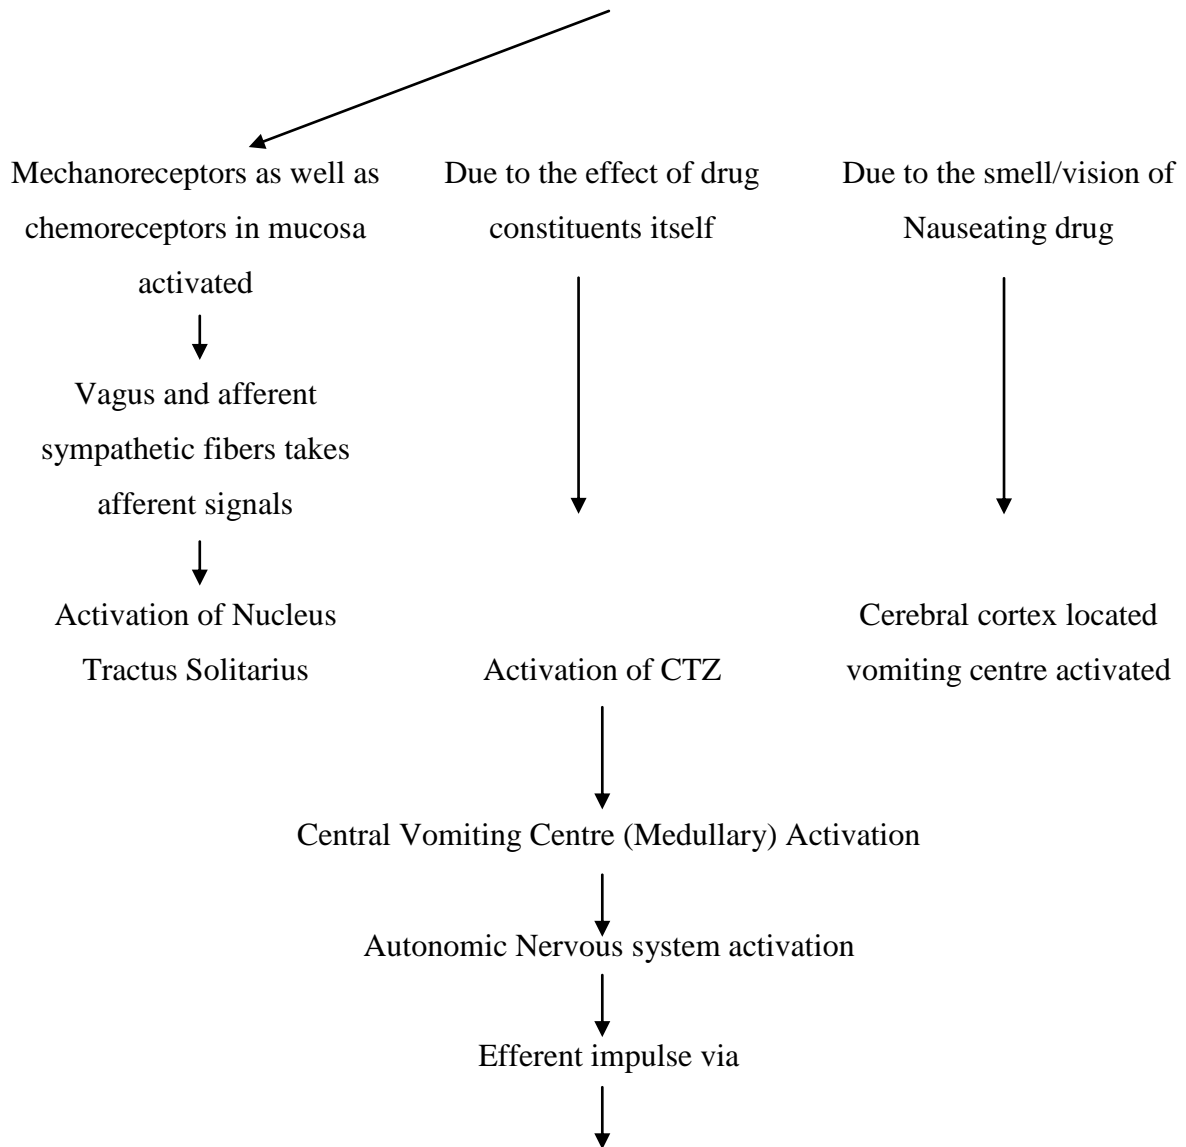 Mechanoreceptors as well as
chemoreceptors in mucosa
activated
Due to the effect of drug
constituents itself
Due to the smell/vision of
Nauseating drug
Vagus and afferent
sympathetic fibers takes
afferent signals
Activation of Nucleus
Tractus Solitarius
Activation of CTZ
Cerebral cortex located
vomiting centre activated
Central Vomiting Centre (Medullary) Activation
Autonomic Nervous system activation
Efferent impulse via